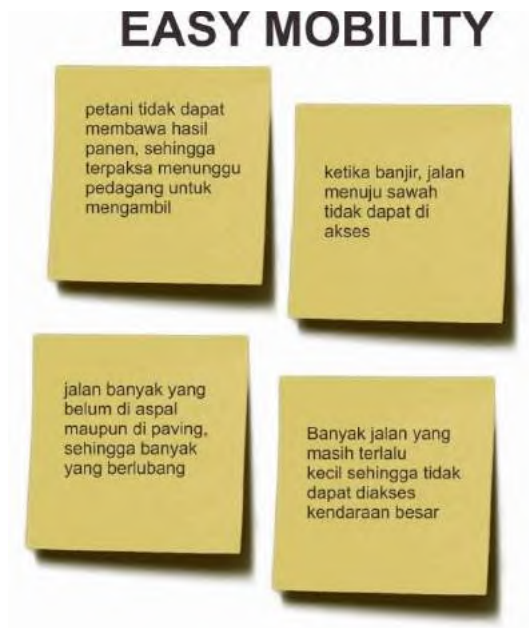 EASY MOBILITY
petani tidak dapat
membawa hasil
panen, sehingga
terpaksa menunggu
pedagang untuk
mengambil
ketika banjir, jalan
menuju sawah
tidak dapat di
akses
jalan banyak yang
belum di aspal
maupun di paving,
sehingga banyak
yang berlubang
Banyak jalan yang
masih terlalu
kecil sehingga tidak
dapat diakses
kendaraan besar